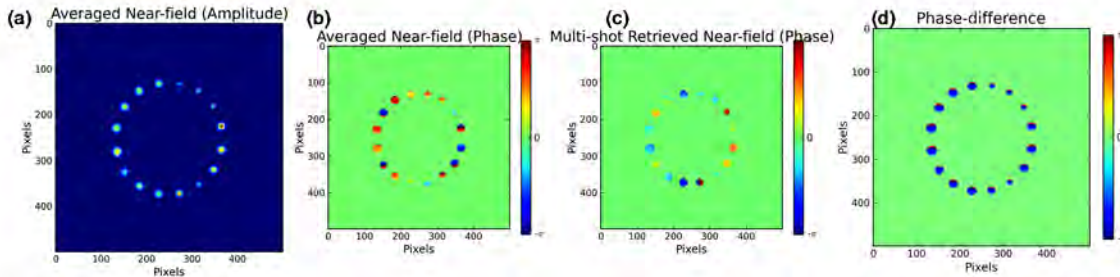 (a)
Averaged Near-field (Amplitude)
0
100
200
300
400
Pixels
0 100 200 300 400
Pixels
(b)
Averaged Near-field (Phase)
0
100
200
300
400
500
Pixels
0 100 200 300 400
Pixels
π
0
-π
(c)
Multi-shot Retrieved Near-field (Phase)
0
100
200
300
400
500
Pixels
0 100 200 300 400
Pixels
π
0
-π
(d)
Phase-difference
0
100
200
300
400
Pixels
0 100 200 300 400
Pixels
0